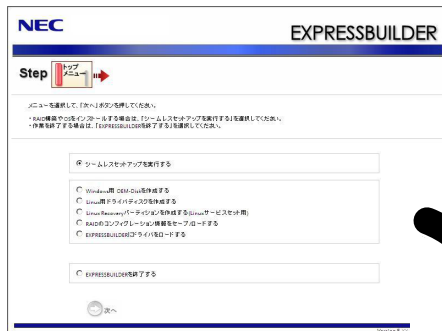 NEC
EXPRESSBUILDER
Step トップメニュー
メニューを選択して、「次へ」ボタンを押してください。
・RAID構築やOSをインストールする場合は、「シームレスセットアップを実行する」を選択してください。
・作業を終了する場合は、「EXPRESSBUILDERを終了する」を選択してください。
シームレスセットアップを実行する
Windows用 OEM-Diskを作成する
Linux用ドライバディスクを作成する
Linux Recoveryパーティションを作成する(Linuxサービスセット用)
RAIDのコンフィグレーション情報をセーブ/ロードする
EXPRESSBUILDERにドライバをロードする
EXPRESSBUILDERを終了する
次へ